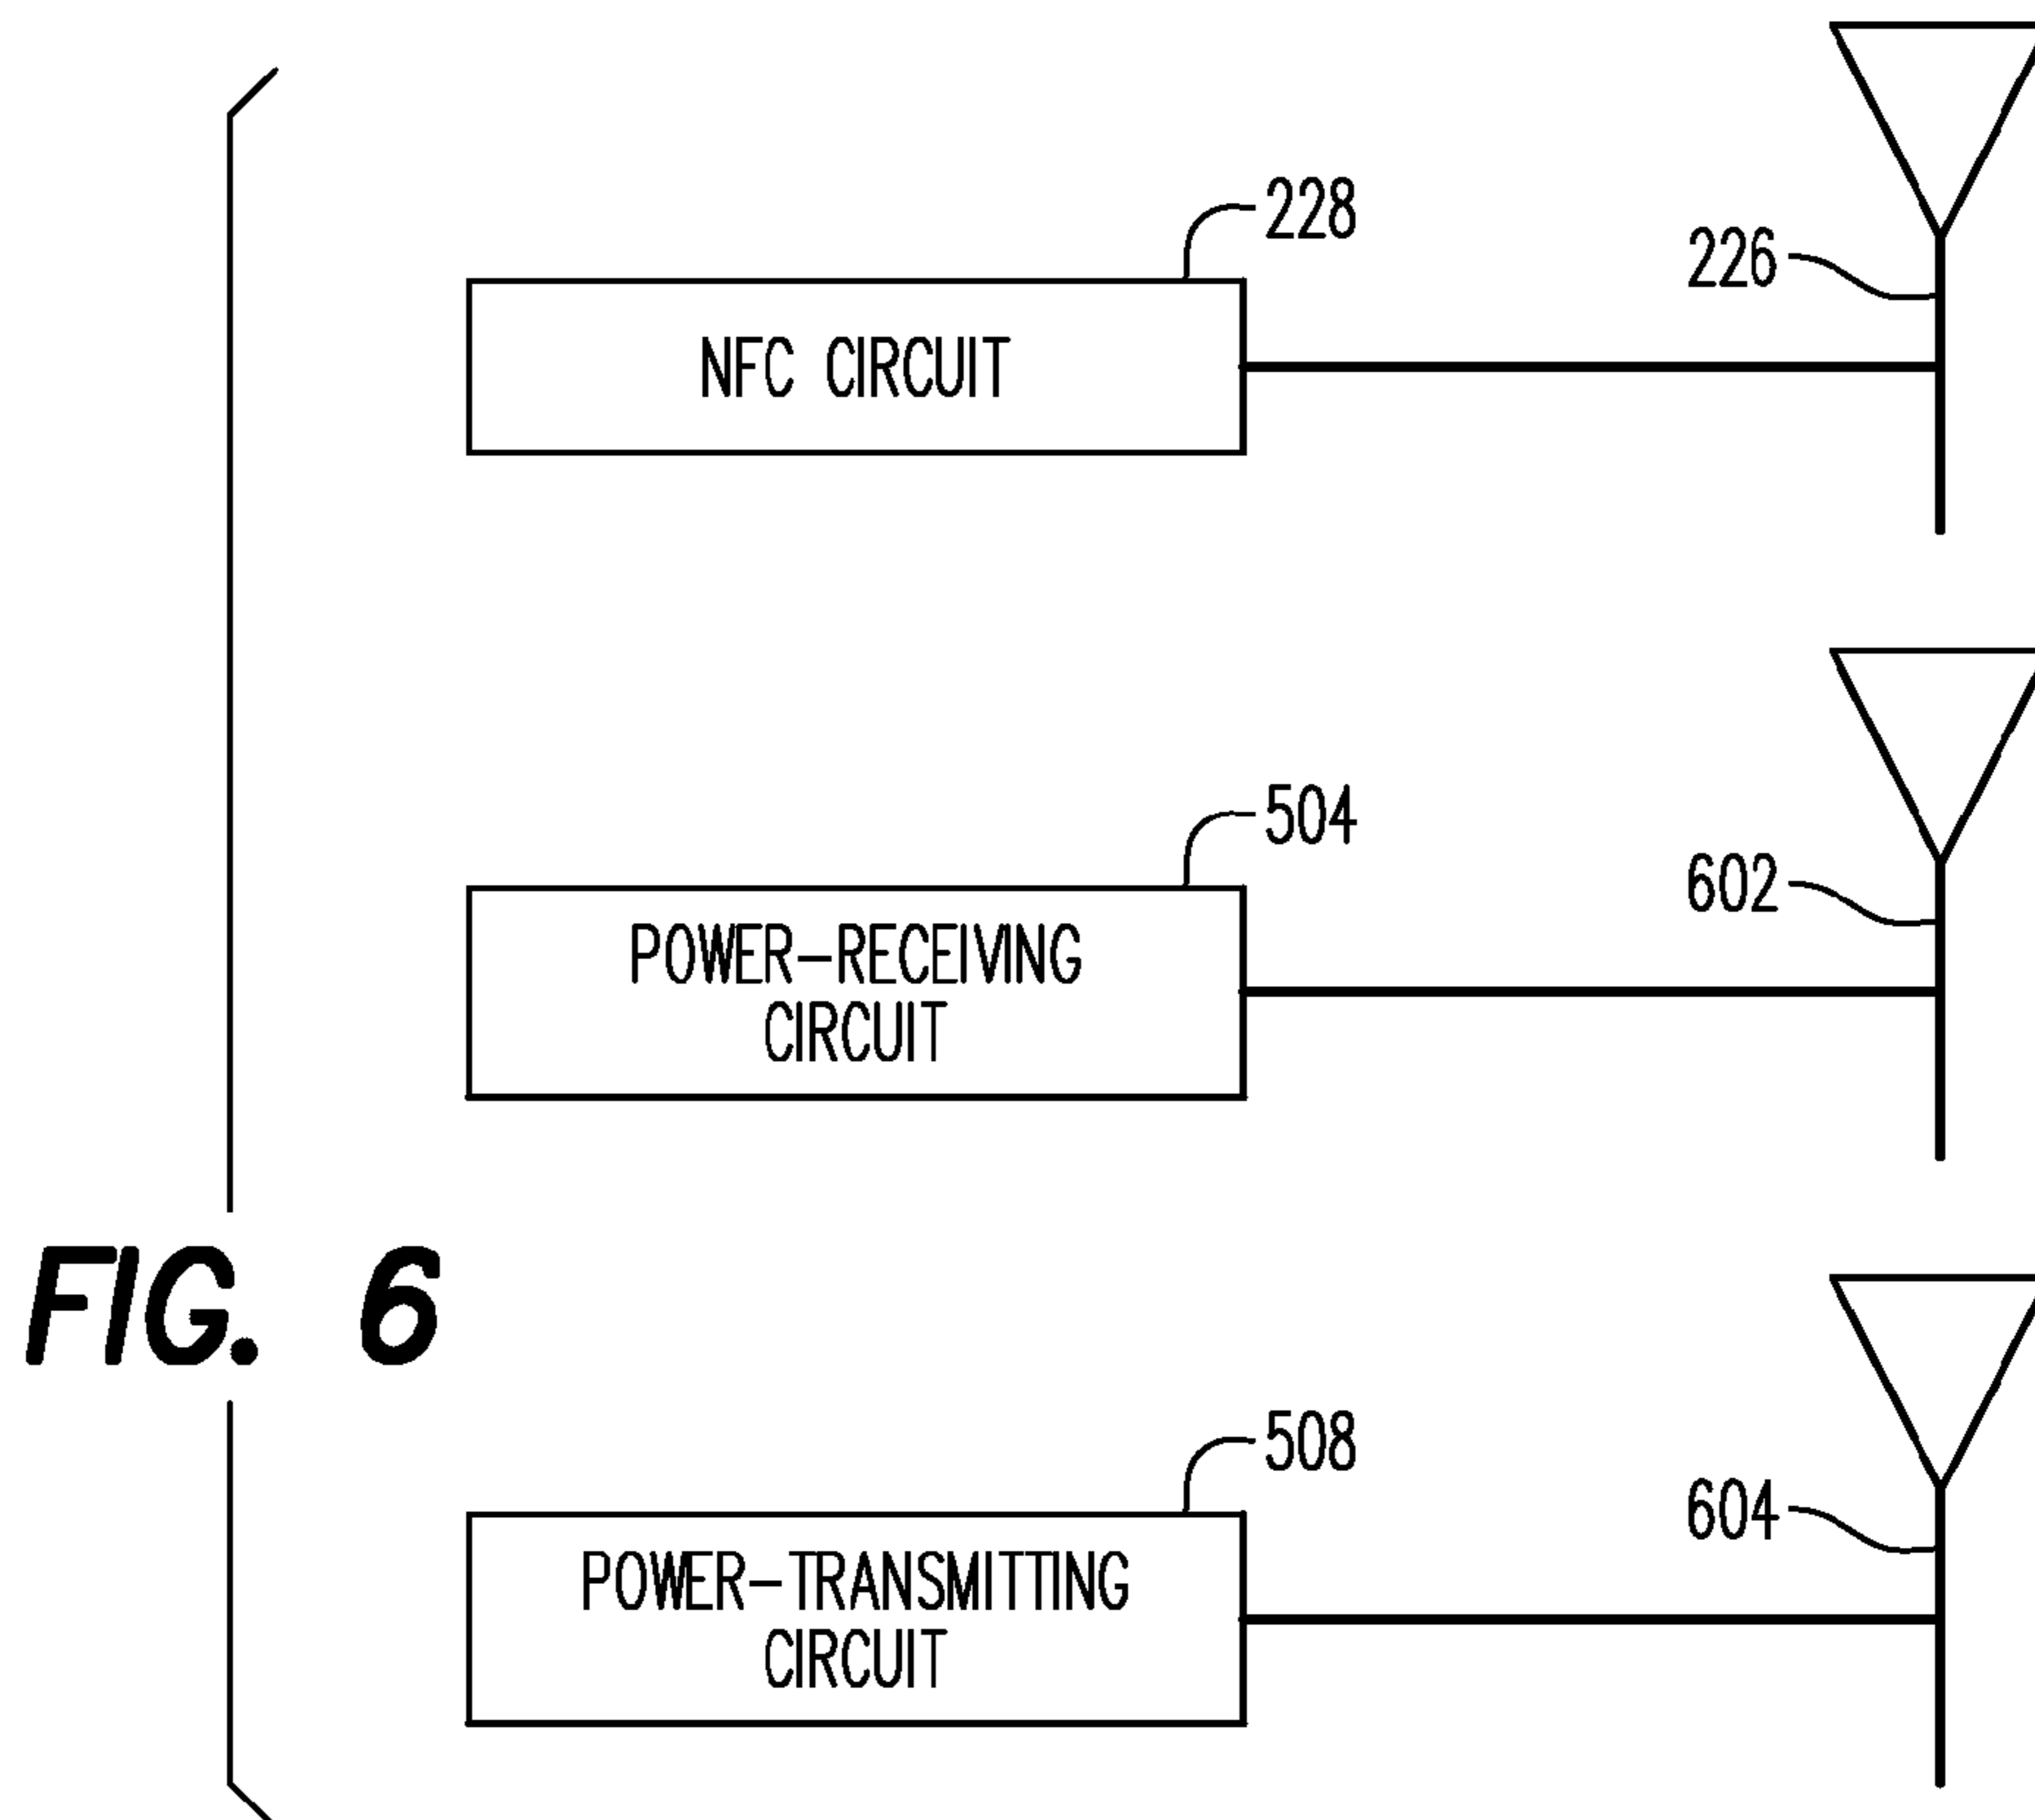 228
226
NFC CIRCUIT
504
602
POWER-RECEIVING
CIRCUIT
FIG. 6
508
604
POWER-TRANSMITTING
CIRCUIT